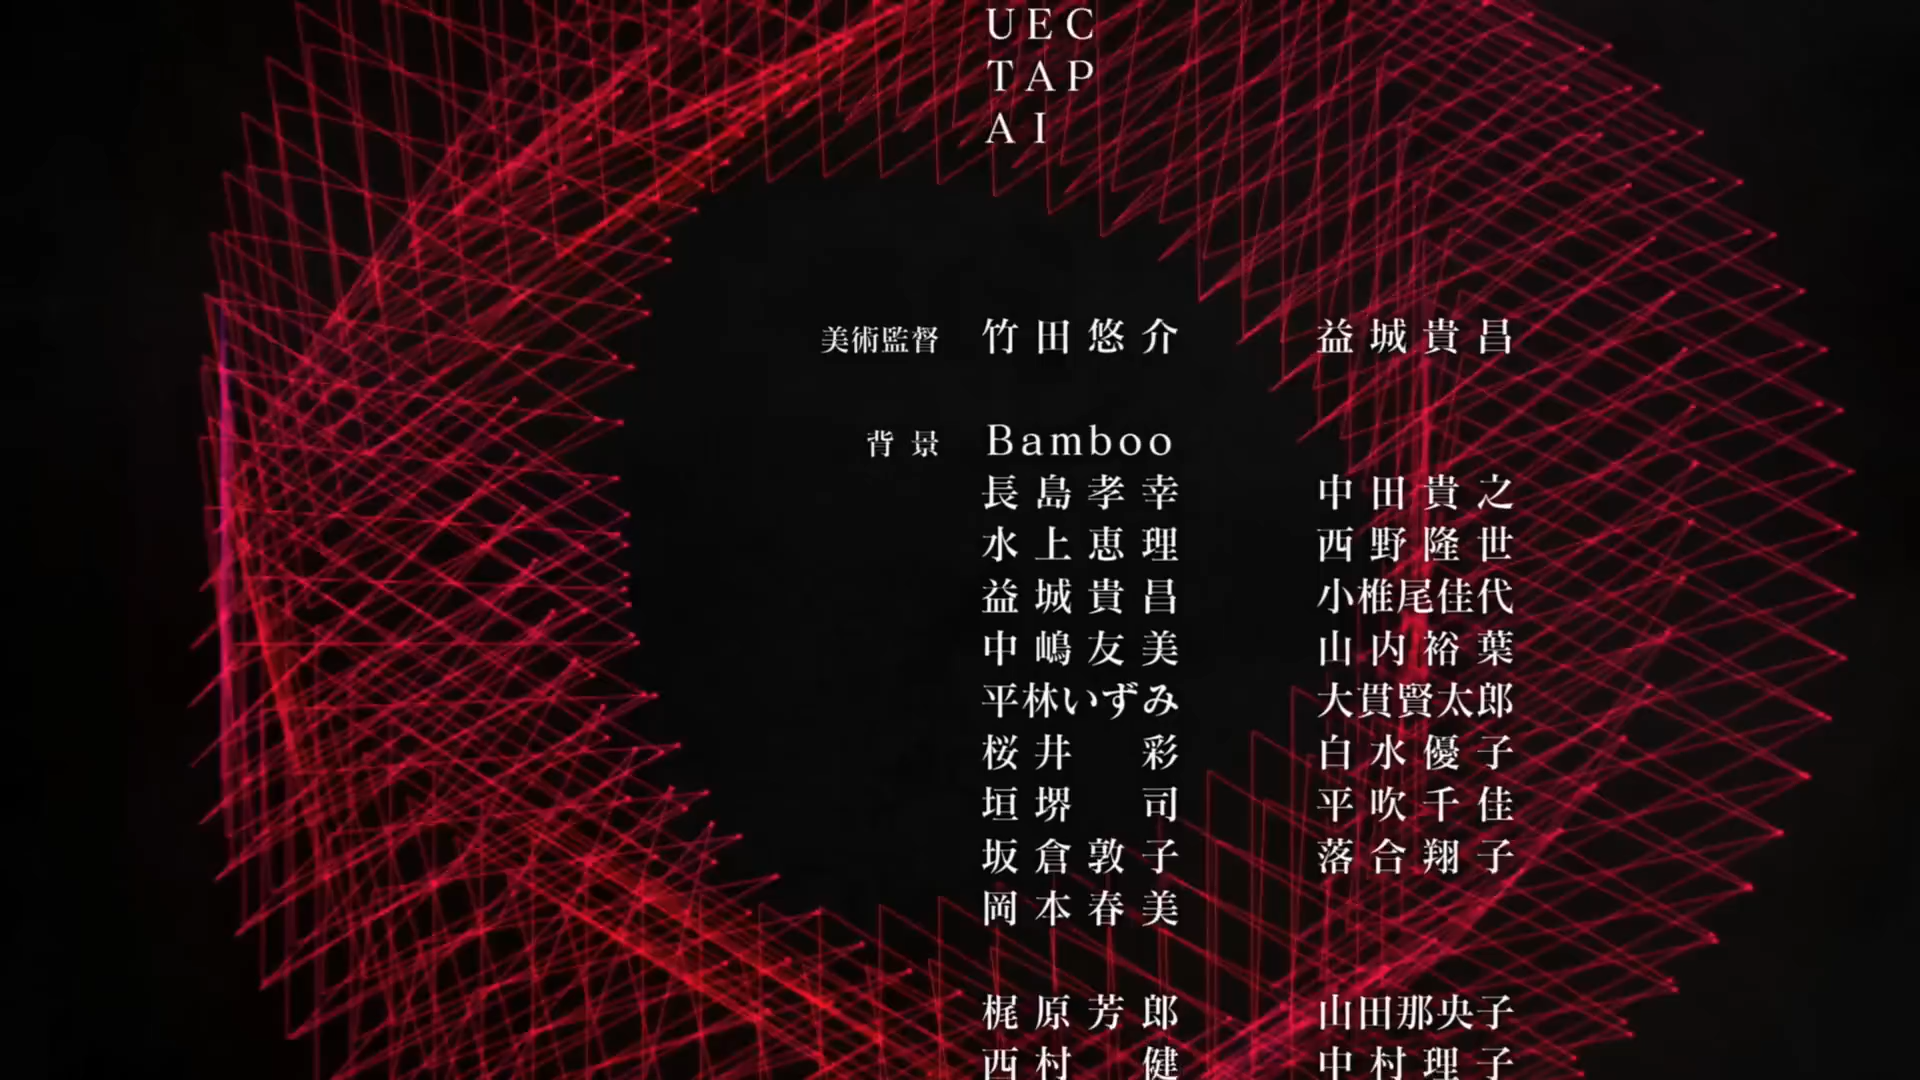 UEC
TAP
AI
美術監督 竹田悠介 益城貴昌
背景 Bamboo
長島孝幸 中田貴之
水上恵理 西野隆世
益城貴昌 小椎尾佳代
中嶋友美 山内裕葉
平林いずみ 大貫賢太郎
桜井 彩 白水優子
垣堺 司 平吹千佳
坂倉敦子 落合翔子
岡本春美
梶原芳郎 山田那央子
西村 健 中村理子